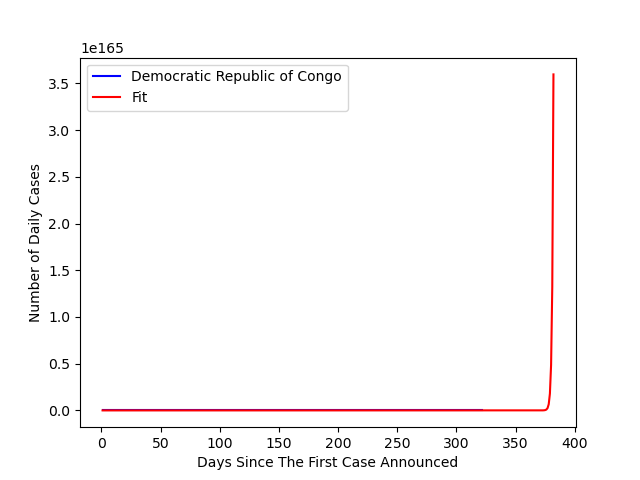 1e165
Democratic Republic of Congo
Fit
3.5
3.0
2.5
2.0
1.5
1.0
0.5
0.0
Number of Daily Cases
0 50 100 150 200 250 300 350 400
Days Since The First Case Announced